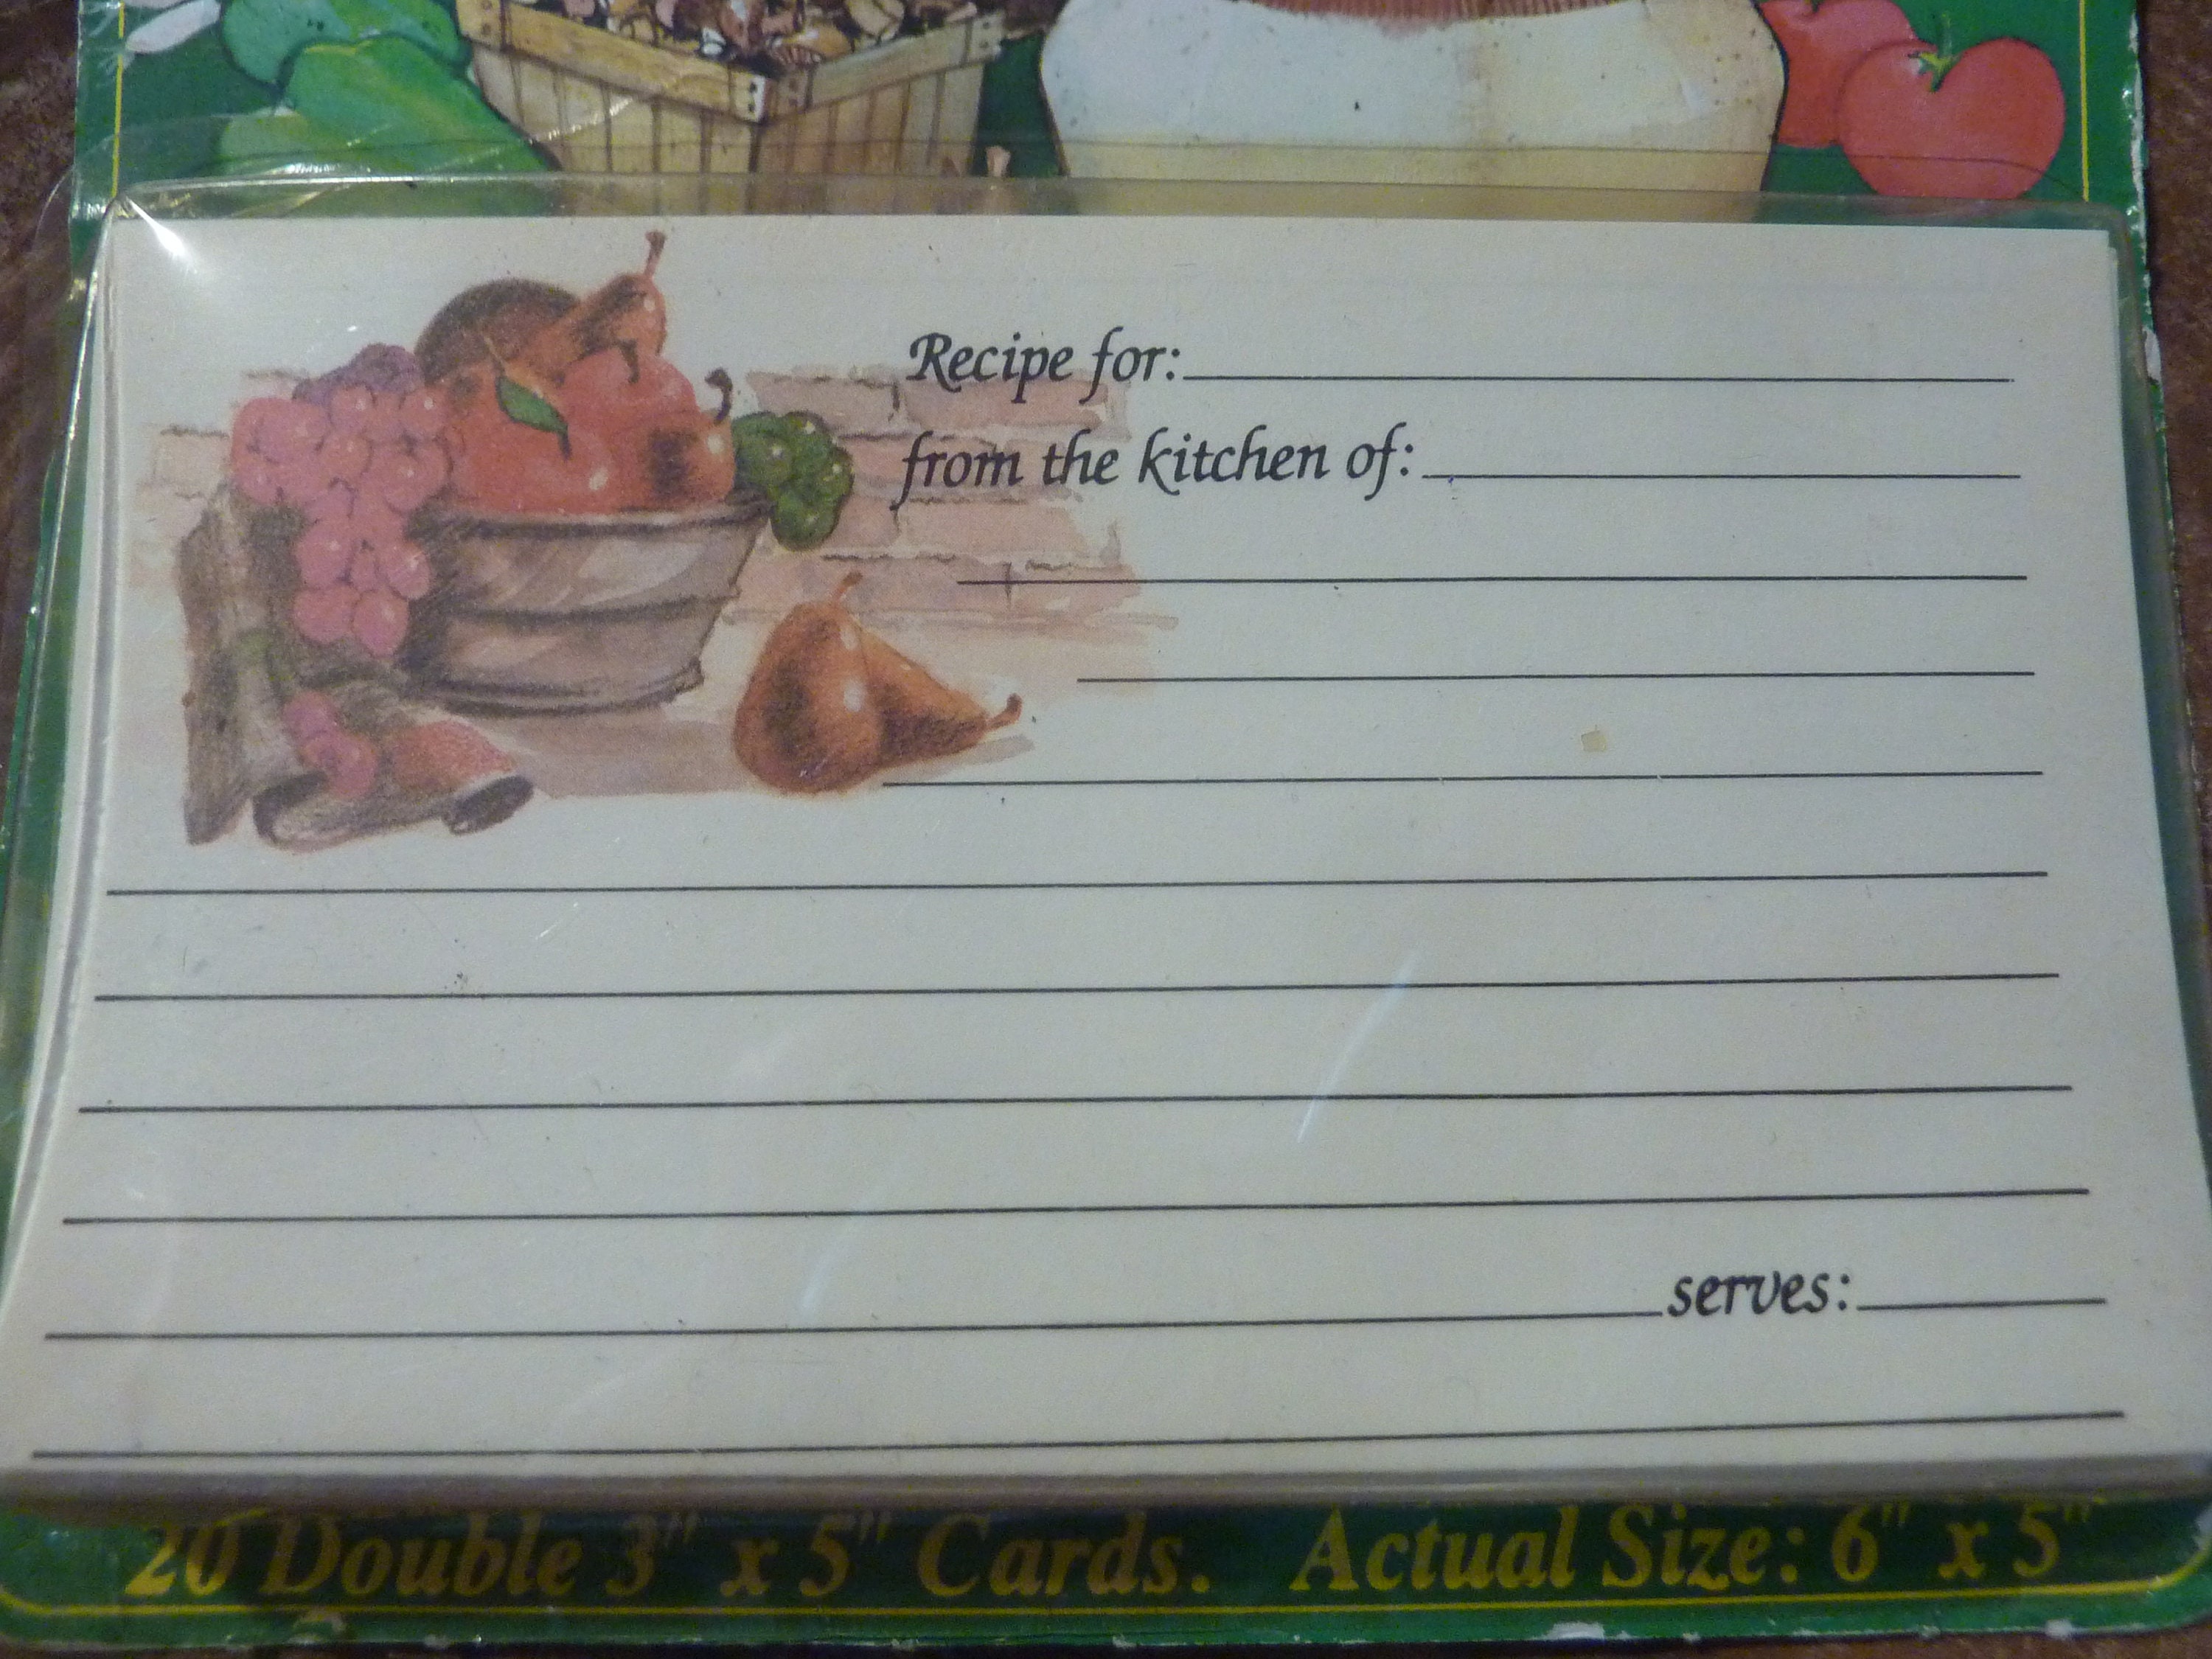 Recipe for:
from the kitchen of:
serves:
20 Double 3" x 5" Cards. Actual Size: 6" x 5"